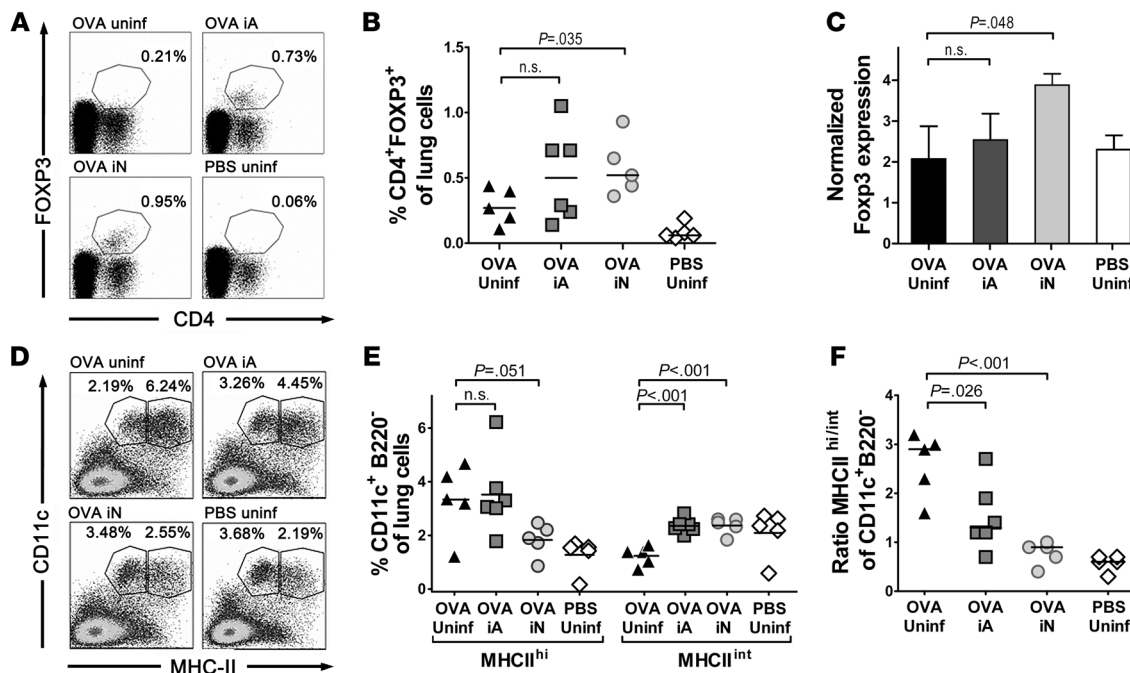 A
OVA uninf
OVA iA
0.21%
0.73%
OVA iN
PBS uninf
0.95%
0.06%
FOXP3
CD4
B
P=.035
n.s.
1.5
1.0
0.5
0.0
% CD4+FOXP3+
of lung cells
OVA
Uninf
OVA
iA
OVA
iN
PBS
Uninf
C
P=.048
n.s.
4
3
2
1
0
Normalized
Foxp3 expression
OVA
Uninf
OVA
iA
OVA
iN
PBS
Uninf
D
OVA uninf
OVA iA
2.19% 6.24%
3.26% 4.45%
OVA iN
PBS uninf
3.48% 2.55%
3.68% 2.19%
CD11c
MHC-II
E
P=.051
n.s.
P<.001
P<.001
6
4
2
0
% CD11c+ B220-
of lung cells
OVA
Uninf
OVA
iA
OVA
iN
PBS
Uninf
OVA
Uninf
OVA
iA
OVA
iN
PBS
Uninf
MHCIIhi
MHCIIint
F
P<.001
P=.026
4
3
2
1
0
Ratio MHCII hi/int
of CD11c+B220-
OVA
Uninf
OVA
iA
OVA
iN
PBS
Uninf